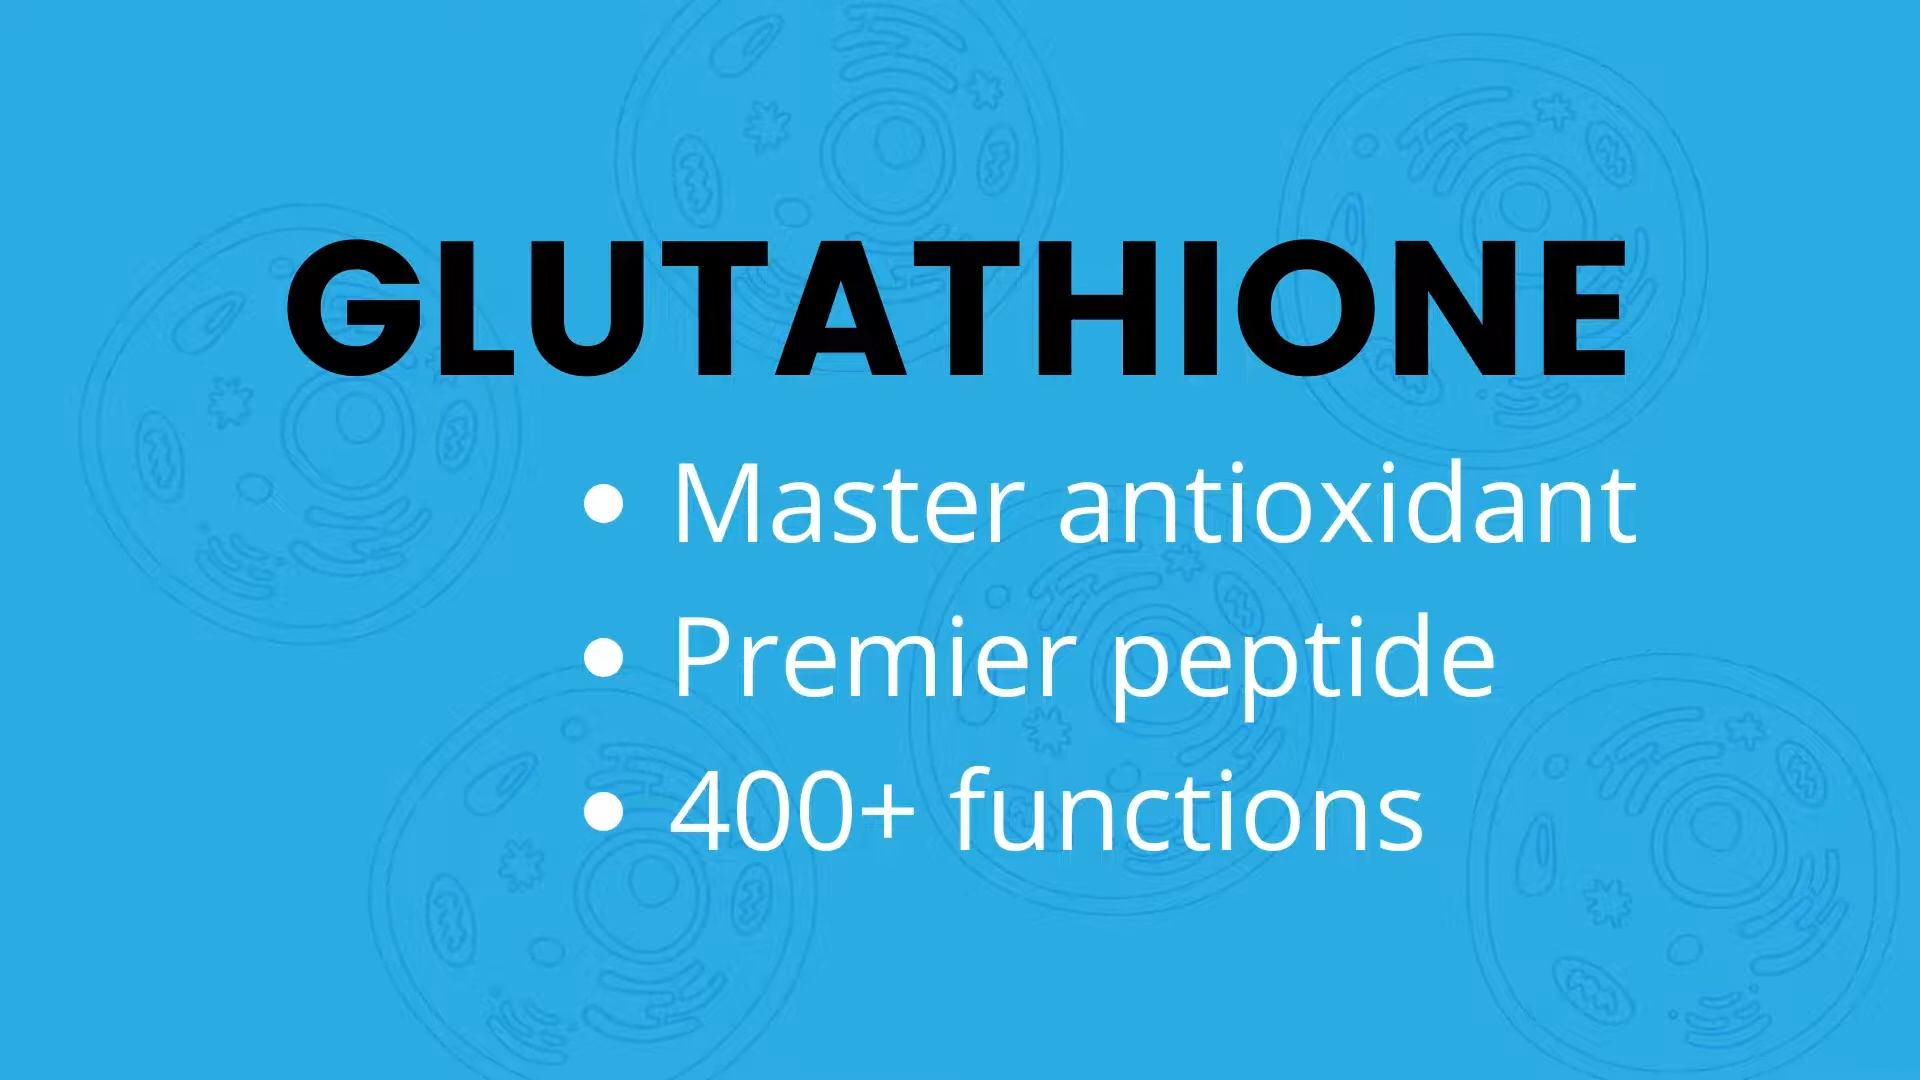 GLUTATHIONE
• Master antioxidant
• Premier peptide
• 400+ functions